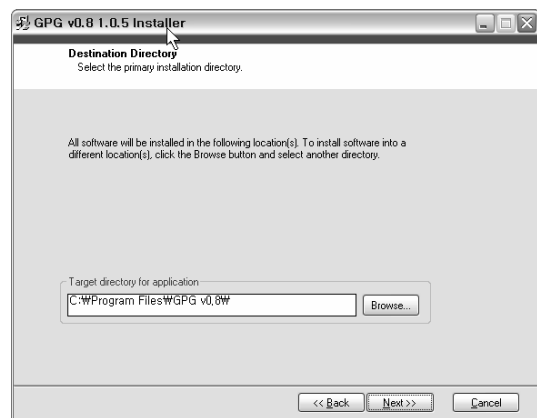 GPG v0.8 1.0.5 Installer
Destination Directory
Select the primary installation directory.
All software will be installed in the following location(s). To install software into a
different location(s), click the Browse button and select another directory.
Target directory for application
C:₩Program Files₩GPG v0.8₩
Browse...
<< Back
Next >>
Cancel